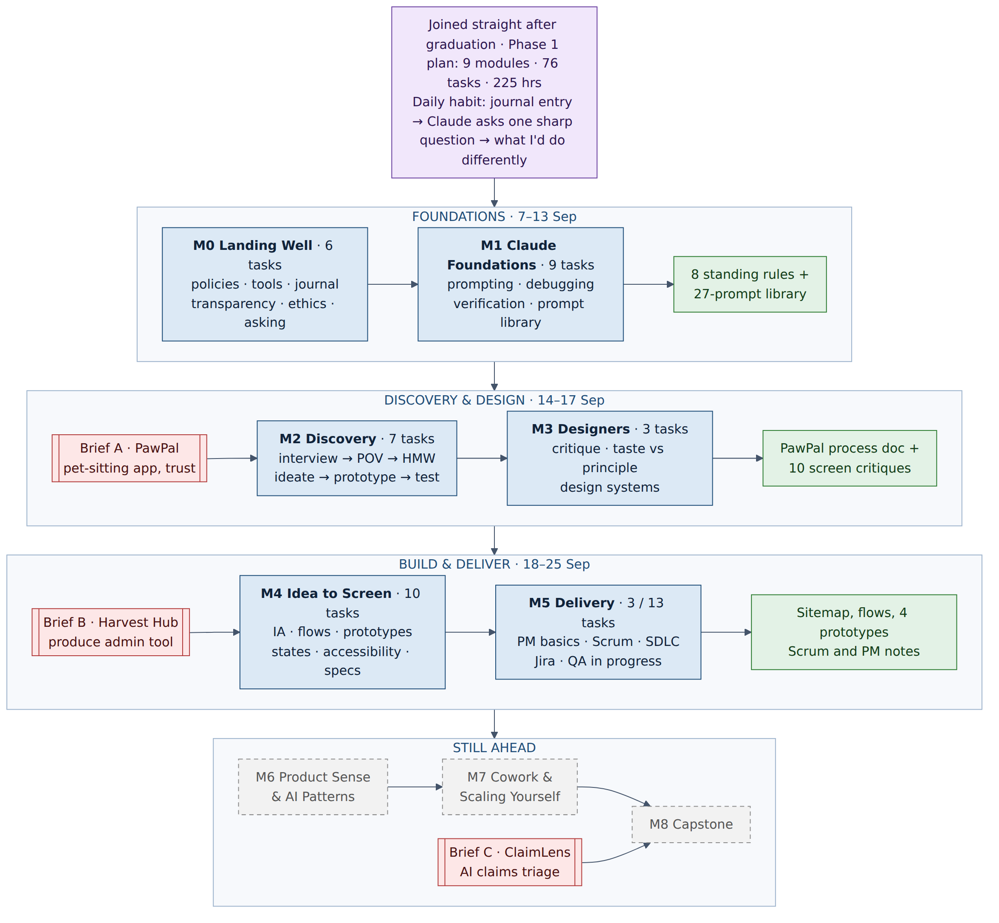 Joined straight after
graduation · Phase 1
plan: 9 modules · 76
tasks · 225 hrs
Daily habit: journal entry
→ Claude asks one sharp
question → what I'd do
differently
FOUNDATIONS · 7–13 Sep
M0 Landing Well · 6
tasks
policies · tools · journal
transparency · ethics ·
asking
M1 Claude
Foundations · 9 tasks
prompting · debugging
verification · prompt
library
8 standing rules +
27-prompt library
DISCOVERY & DESIGN · 14–17 Sep
Brief A · PawPal
pet-sitting app, trust
M2 Discovery · 7 tasks
interview → POV → HMW
ideate → prototype → test
M3 Designers · 3 tasks
critique · taste vs
principle
design systems
PawPal process doc +
10 screen critiques
BUILD & DELIVER · 18–25 Sep
Brief B · Harvest Hub
produce admin tool
M4 Idea to Screen · 10
tasks
IA · flows · prototypes
states · accessibility ·
specs
M5 Delivery · 3 / 13
tasks
PM basics · Scrum · SDLC
Jira · QA in progress
Sitemap, flows, 4
prototypes
Scrum and PM notes
STILL AHEAD
M6 Product Sense
& AI Patterns
M7 Cowork &
Scaling Yourself
M8 Capstone
Brief C · ClaimLens
AI claims triage